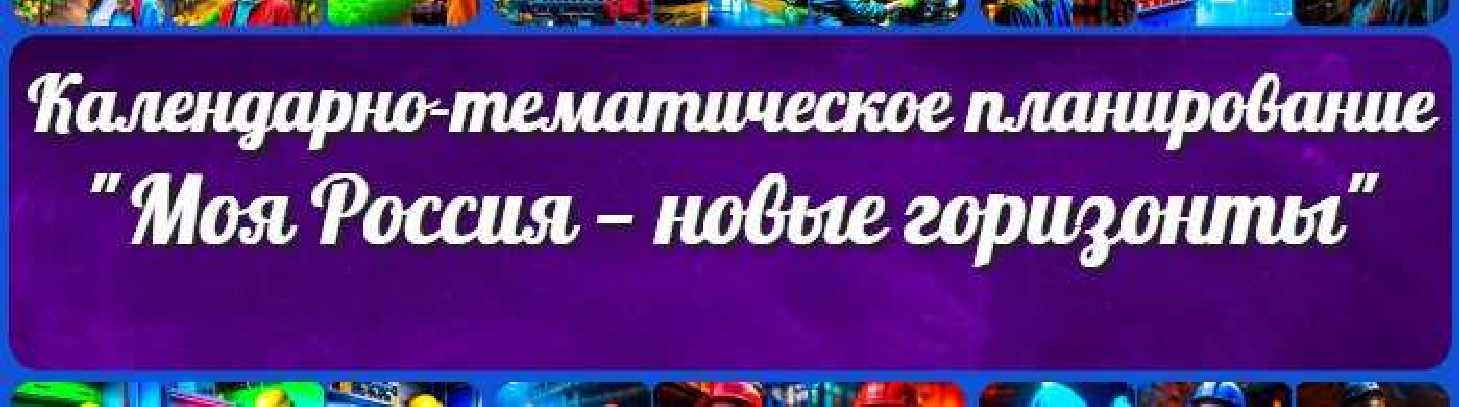 Календарно-тематическое планирование
"Моя Россия – новые горизонты"